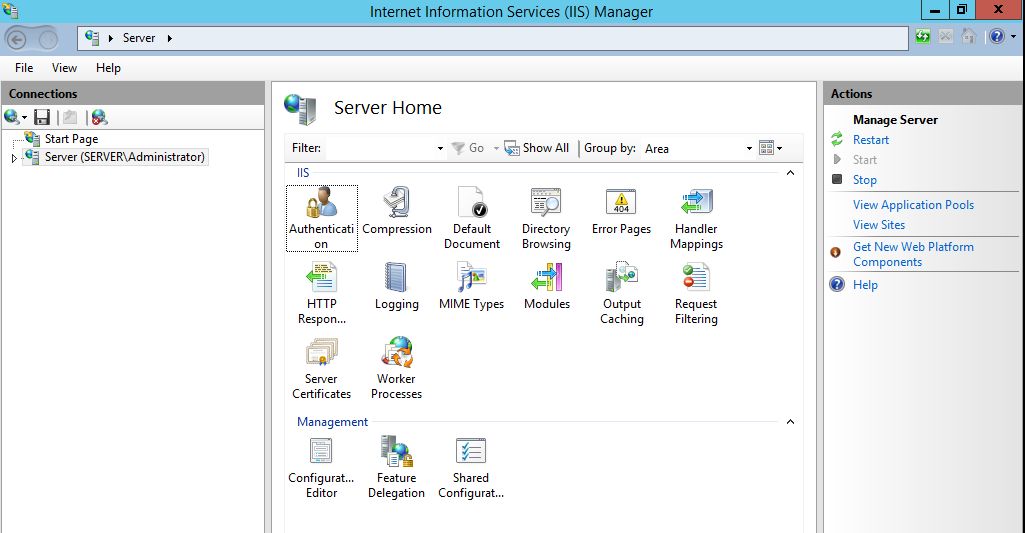 Internet Information Services (IIS) Manager
Server
File View Help
Connections
Start Page
Server (SERVER\Administrator)
Server Home
Filter: Go Show All Group by: Area
IIS
Authenticati
on
Compression
Default
Document
Directory
Browsing
Error Pages
404
Handler
Mappings
HTTP
Respon...
Logging
MIME Types
Modules
Output
Caching
Request
Filtering
Server
Certificates
Worker
Processes
Management
Configurat...
Editor
Feature
Delegation
Shared
Configurat...
Actions
Manage Server
Restart
Start
Stop
View Application Pools
View Sites
Get New Web Platform
Components
Help